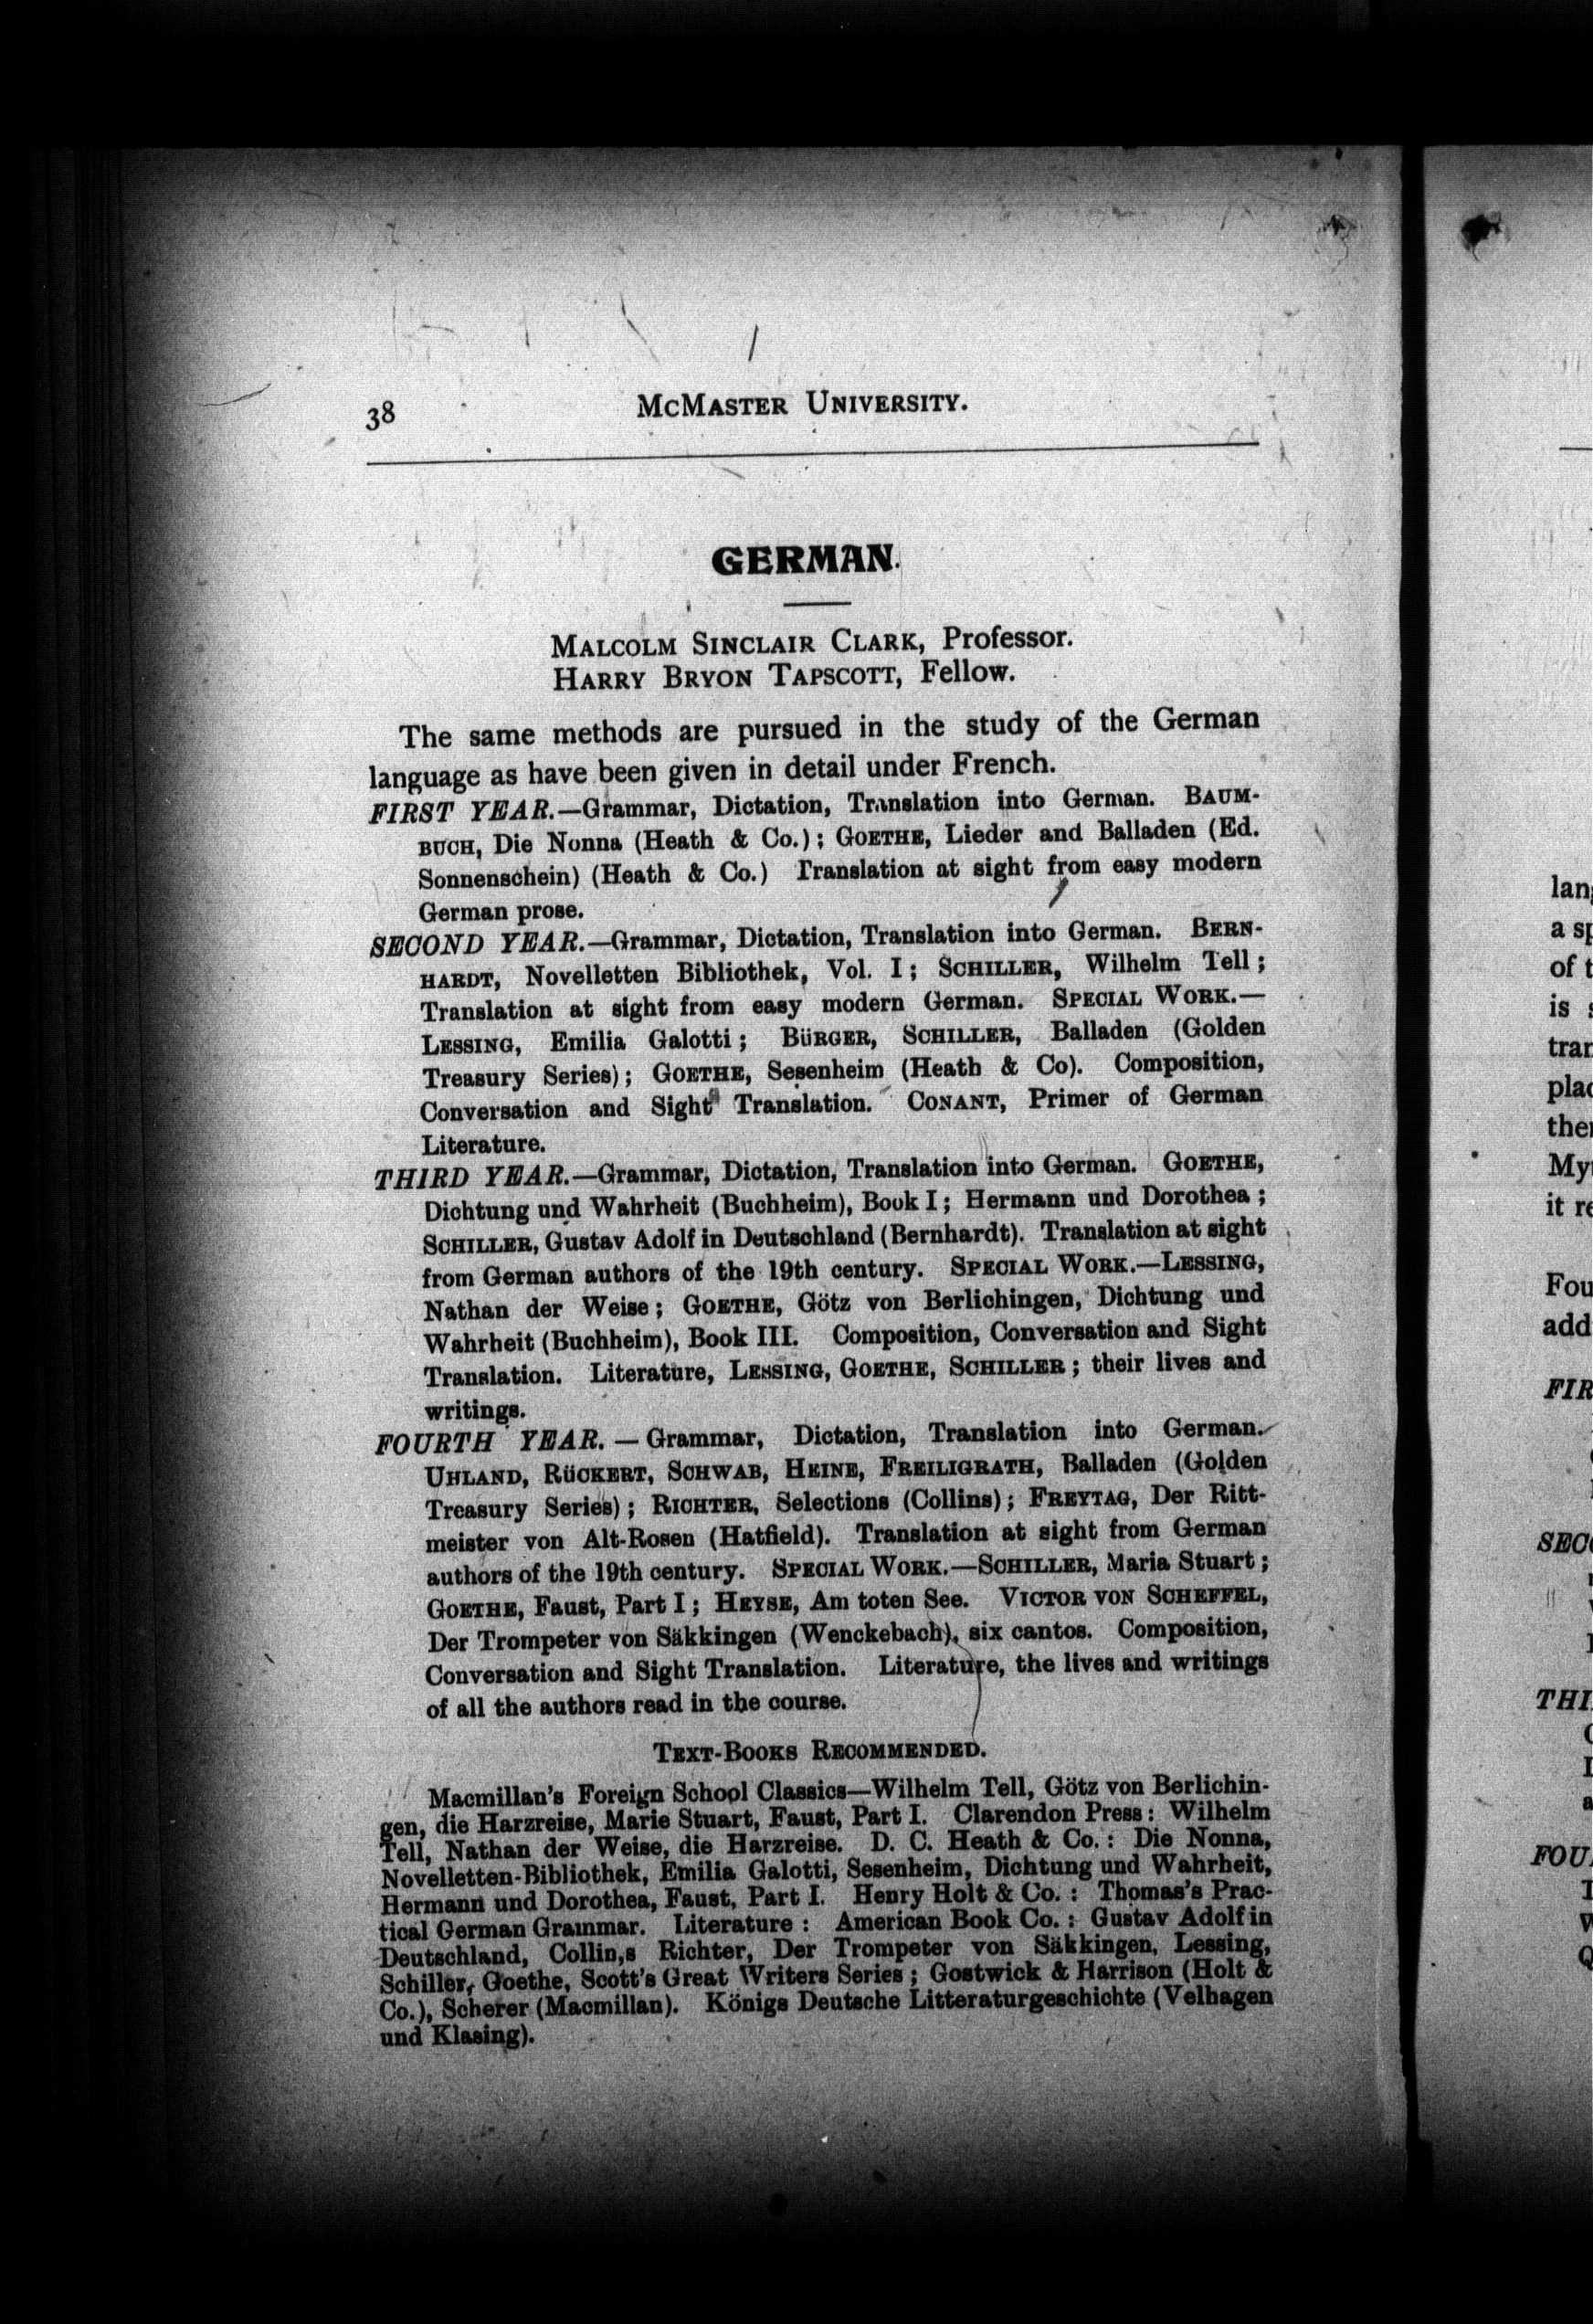 38 McMaster University.
GERMAN.
Malcolm Sinclair Clark, Professor.
Harry Bryon Tapscott, Fellow.
The same methods are pursued in the study of the German
language as have been given in detail under French.
FIRST YEAR.—Grammar, Dictation, Translation into German. Baum-
buch, Die Nonna (Heath & Co.); Goethe, Lieder and Balladen (Ed.
Sonnenschein) (Heath & Co.) Translation at sight from easy modern
German prose.
SECOND YEAR.—Grammar, Dictation, Translation into German. Bern-
hardt, Novelletten Bibliothek, Vol. I; Schiller, Wilhelm Tell;
Translation at sight from easy modern German. Special Work.—
Lessing, Emilia Galotti; Bürger, Schiller, Balladen (Golden
Treasury Series); Goethe, Sesenheim (Heath & Co). Composition,
Conversation and Sight Translation. Conant, Primer of German
Literature.
THIRD YEAR.—Grammar, Dictation, Translation into German. Goethe,
Dichtung und Wahrheit (Buchheim), Book I; Hermann und Dorothea;
Schiller, Gustav Adolf in Deutschland (Bernhardt). Translation at sight
from German authors of the 19th century. Special Work.—Lessing,
Nathan der Weise; Goethe, Götz von Berlichingen, Dichtung und
Wahrheit (Buchheim), Book III. Composition, Conversation and Sight
Translation. Literature, Lessing, Goethe, Schiller; their lives and
writings.
FOURTH YEAR. — Grammar, Dictation, Translation into German.
Uhland, Rückert, Schwab, Heine, Freiligrath, Balladen (Golden
Treasury Series); Richter, Selections (Collins); Freytag, Der Ritt-
meister von Alt-Rosen (Hatfield). Translation at sight from German
authors of the 19th century. Special Work.—Schiller, Maria Stuart;
Goethe, Faust, Part I; Heyse, Am toten See. Victor von Scheffel,
Der Trompeter von Säkkingen (Wenckebach), six cantos. Composition,
Conversation and Sight Translation. Literature, the lives and writings
of all the authors read in the course.
Text-Books Recommended.
Macmillan's Foreign School Classics—Wilhelm Tell, Götz von Berlichin-
gen, die Harzreise, Marie Stuart, Faust, Part I. Clarendon Press: Wilhelm
Tell, Nathan der Weise, die Harzreise. D. C. Heath & Co.: Die Nonna,
Novelletten-Bibliothek, Emilia Galotti, Sesenheim, Dichtung und Wahrheit,
Hermann und Dorothea, Faust, Part I. Henry Holt & Co.: Thomas's Prac-
tical German Grammar. Literature: American Book Co.: Gustav Adolf in
Deutschland, Collin,s Richter, Der Trompeter von Säkkingen, Lessing,
Schiller, Goethe, Scott's Great Writers Series; Gostwick & Harrison (Holt &
Co.), Scherer (Macmillan). Königs Deutsche Litteraturgeschichte (Velhagen
und Klasing).
lan
a sp
of t
is
tran
plac
the
My
it re
Fou
add
FIR
SECO
THI
FOU